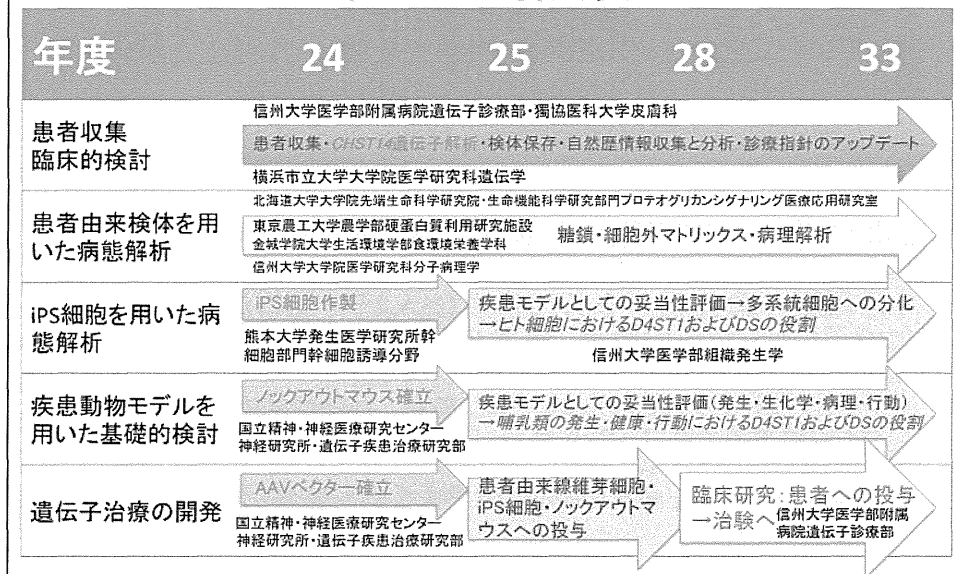 年度 24 25 28 33
患者収集
臨床的検討
信州大学医学部附属病院遺伝子診療部・獨協医科大学皮膚科
患者収集・CHST14遺伝子解析・検体保存・自然歴情報収集と分析・診療指針のアップデート
横浜市立大学大学院医学研究科遺伝学
患者由来検体を用
いた病態解析
北海道大学大学院先端生命科学研究院・生命機能科学研究部門プロテオグリカンシグナリング医療応用研究室
東京農工大学農学部硬蛋白質利用研究施設
金城学院大学生活環境学部食環境栄養学科
糖鎖・細胞外マトリックス・病理解析
信州大学大学院医学研究科分子病理学
iPS細胞を用いた病
態解析
iPS細胞作製
熊本大学発生医学研究所幹
細胞部門幹細胞誘導分野
疾患モデルとしての妥当性評価→多系統細胞への分化
→ヒト細胞におけるD4ST1およびDSの役割
信州大学医学部組織発生学
疾患動物モデルを
用いた基礎的検討
ノックアウトマウス確立
国立精神・神経医療研究センター
神経研究所・遺伝子疾患治療研究部
疾患モデルとしての妥当性評価(発生・生化学・病理・行動)
→哺乳類の発生・健康・行動におけるD4ST1およびDSの役割
遺伝子治療の開発
AAVベクター確立
国立精神・神経医療研究センター
神経研究所・遺伝子疾患治療研究部
患者由来線維芽細胞・
iPS細胞・ノックアウトマ
ウスへの投与
臨床研究:患者への投与
→治験へ
信州大学医学部附属
病院遺伝子診療部